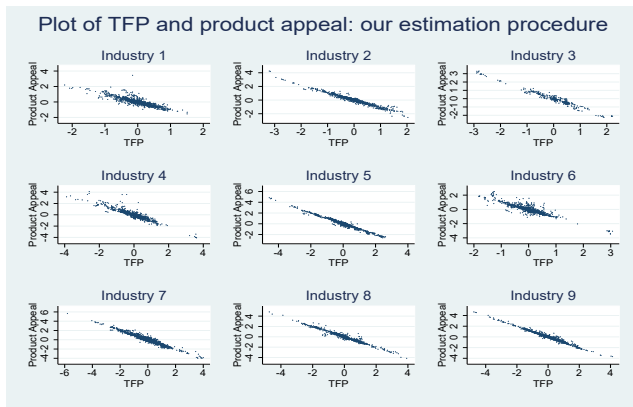 Plot of TFP and product appeal: our estimation procedure
Industry 1
Industry 2
Industry 3
Product Appeal
-2 0 2 4
-2 -1 0 1 2
TFP
Product Appeal
-2 0 2 4
-3 -2 -1 0 1 2
TFP
Product Appeal
-2 -1 0 1 2 3
-3 -2 -1 0 1 2
TFP
Industry 4
Industry 5
Industry 6
Product Appeal
-4 -2 0 2 4
-4 -2 0 2 4
TFP
Product Appeal
-2 0 2 4 6
-4 -2 0 2 4
TFP
Product Appeal
-4 -2 0 2
-2 -1 0 1 2 3
TFP
Industry 7
Industry 8
Industry 9
Product Appeal
-4 -2 0 2 4 6
-6 -4 -2 0 2 4
TFP
Product Appeal
-4 -2 0 2 4
-4 -2 0 2 4
TFP
Product Appeal
-4 -2 0 2 4
-4 -2 0 2 4
TFP